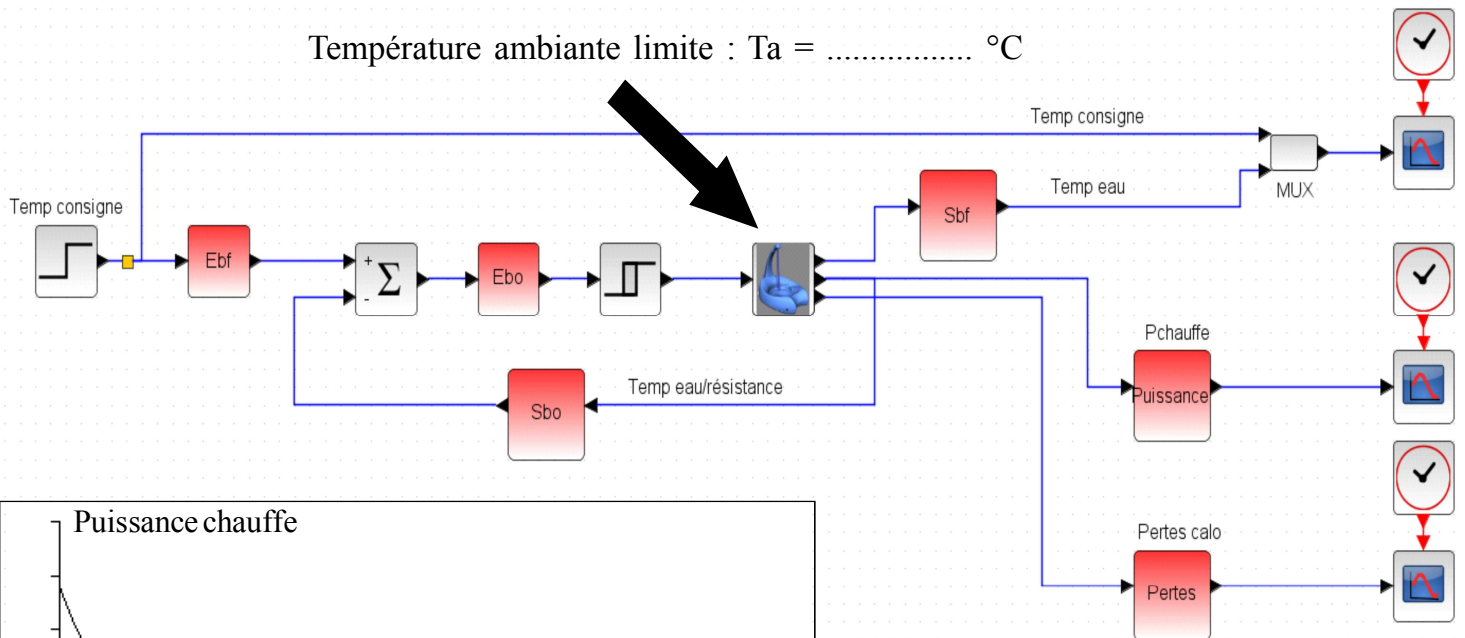 Température ambiante limite : Ta = ................ °C
Temp consigne
Temp eau
MUX
Temp consigne
Ebf
+
-
Σ
Ebo
Sbf
Temp eau/résistance
Sbo
Pchauffe
Puissance
Pertes calo
Pertes
Puissance chauffe